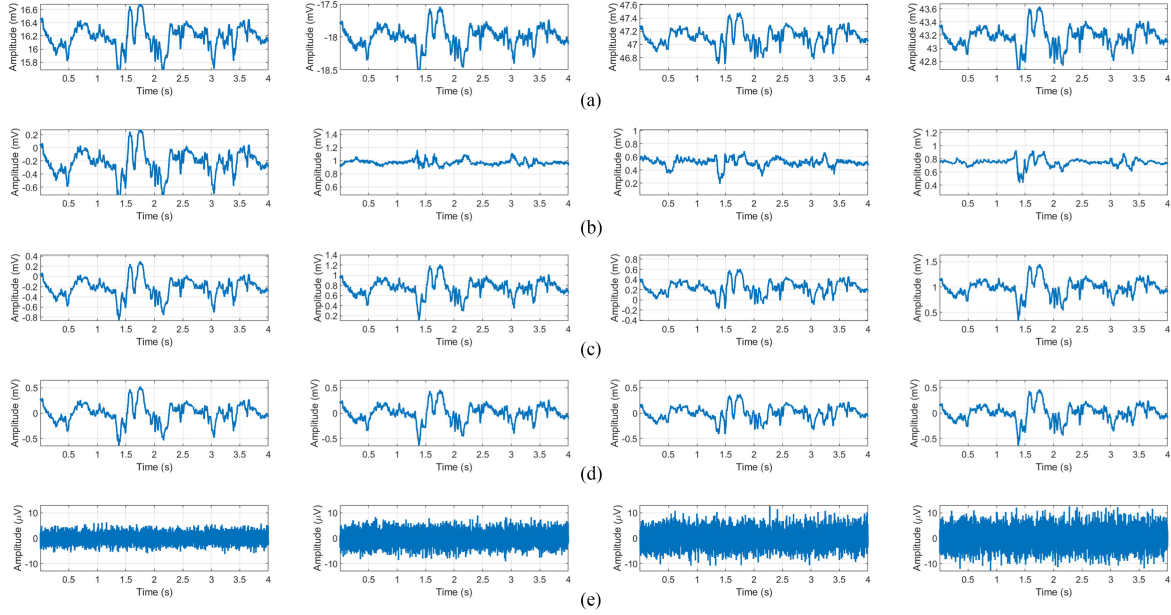 Amplitude (mV)
16.6
16.4
16.2
16
15.8
0.5 1 1.5 2 2.5 3 3.5 4
Time (s)
Amplitude (mV)
-17.5
-18
-18.5
0.5 1 1.5 2 2.5 3 3.5 4
Time (s)
Amplitude (mV)
47.6
47.4
47.2
47
46.8
0.5 1 1.5 2 2.5 3 3.5 4
Time (s)
Amplitude (mV)
43.6
43.4
43.2
43
42.8
0.5 1 1.5 2 2.5 3 3.5 4
Time (s)
(a)
Amplitude (mV)
0.2
0
-0.2
-0.4
-0.6
0.5 1 1.5 2 2.5 3 3.5 4
Time (s)
Amplitude (mV)
1.4
1.2
1
0.8
0.6
0.5 1 1.5 2 2.5 3 3.5 4
Time (s)
Amplitude (mV)
1
0.8
0.6
0.4
0.2
0.5 1 1.5 2 2.5 3 3.5 4
Time (s)
Amplitude (mV)
1.2
1
0.8
0.6
0.4
0.5 1 1.5 2 2.5 3 3.5 4
Time (s)
(b)
Amplitude (mV)
0.4
0.2
0
-0.2
-0.4
-0.6
-0.8
0.5 1 1.5 2 2.5 3 3.5 4
Time (s)
Amplitude (mV)
1.4
1.2
1
0.8
0.6
0.4
0.2
0.5 1 1.5 2 2.5 3 3.5 4
Time (s)
Amplitude (mV)
0.8
0.6
0.4
0.2
0
-0.2
-0.4
0.5 1 1.5 2 2.5 3 3.5 4
Time (s)
Amplitude (mV)
1.5
1
0.5
0.5 1 1.5 2 2.5 3 3.5 4
Time (s)
(c)
Amplitude (mV)
0.5
0
-0.5
0.5 1 1.5 2 2.5 3 3.5 4
Time (s)
Amplitude (mV)
0.5
0
-0.5
0.5 1 1.5 2 2.5 3 3.5 4
Time (s)
Amplitude (mV)
0.5
0
-0.5
0.5 1 1.5 2 2.5 3 3.5 4
Time (s)
Amplitude (mV)
0.5
0
-0.5
0.5 1 1.5 2 2.5 3 3.5 4
Time (s)
(d)
Amplitude (μV)
10
0
-10
0.5 1 1.5 2 2.5 3 3.5 4
Time (s)
Amplitude (μV)
10
0
-10
0.5 1 1.5 2 2.5 3 3.5 4
Time (s)
Amplitude (μV)
10
0
-10
0.5 1 1.5 2 2.5 3 3.5 4
Time (s)
Amplitude (μV)
10
0
-10
0.5 1 1.5 2 2.5 3 3.5 4
Time (s)
(e)